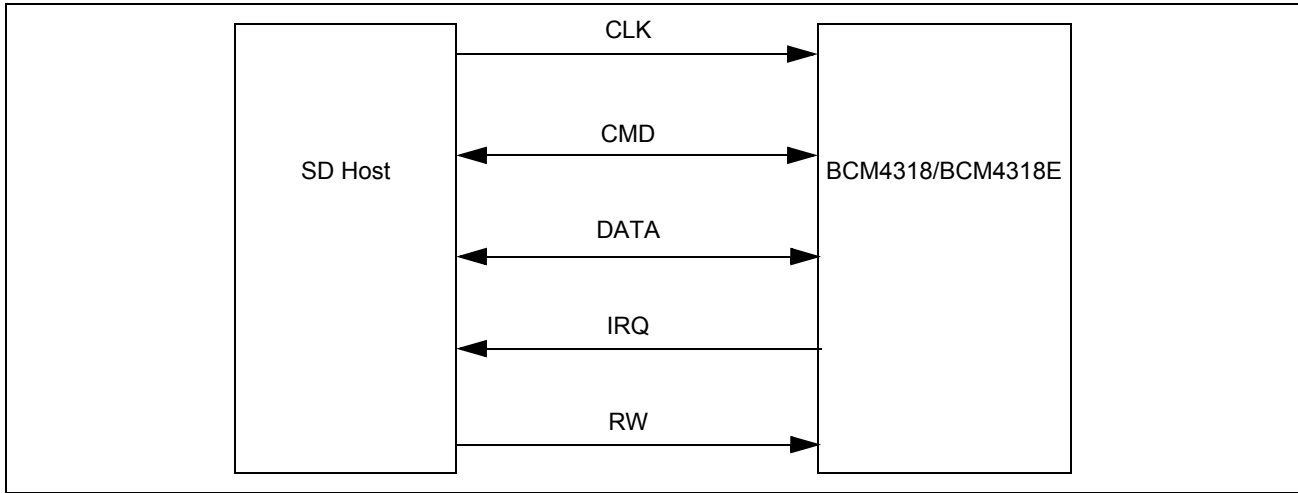 CLK
CMD
SD Host
BCM4318/BCM4318E
DATA
IRQ
RW